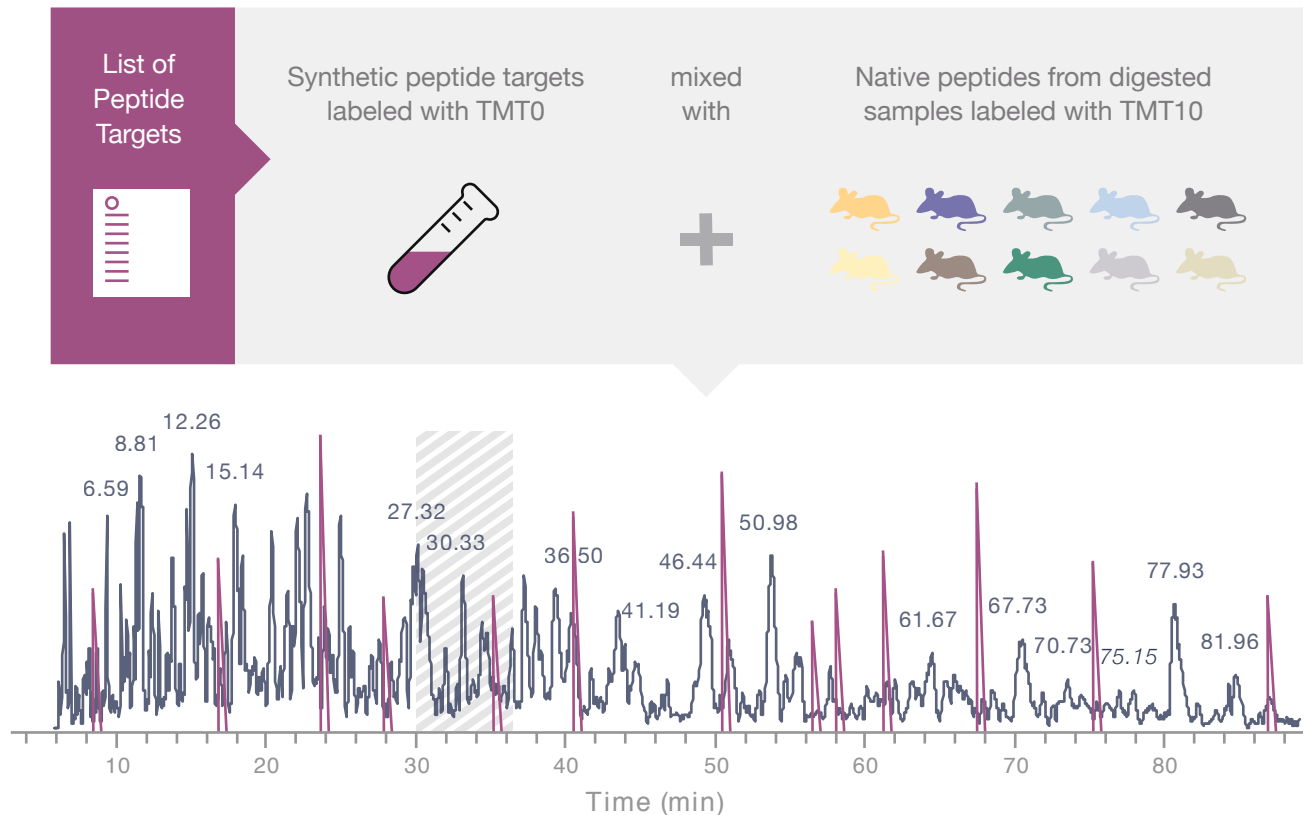 List of
Peptide
Targets
Synthetic peptide targets
labeled with TMT0
mixed
with
Native peptides from digested
samples labeled with TMT10
12.26
8.81
15.14
6.59
27.32
30.33
36.50
41.19
46.44
50.98
61.67
67.73
70.73
75.15
77.93
81.96
10 20 30 40 50 60 70 80
Time (min)